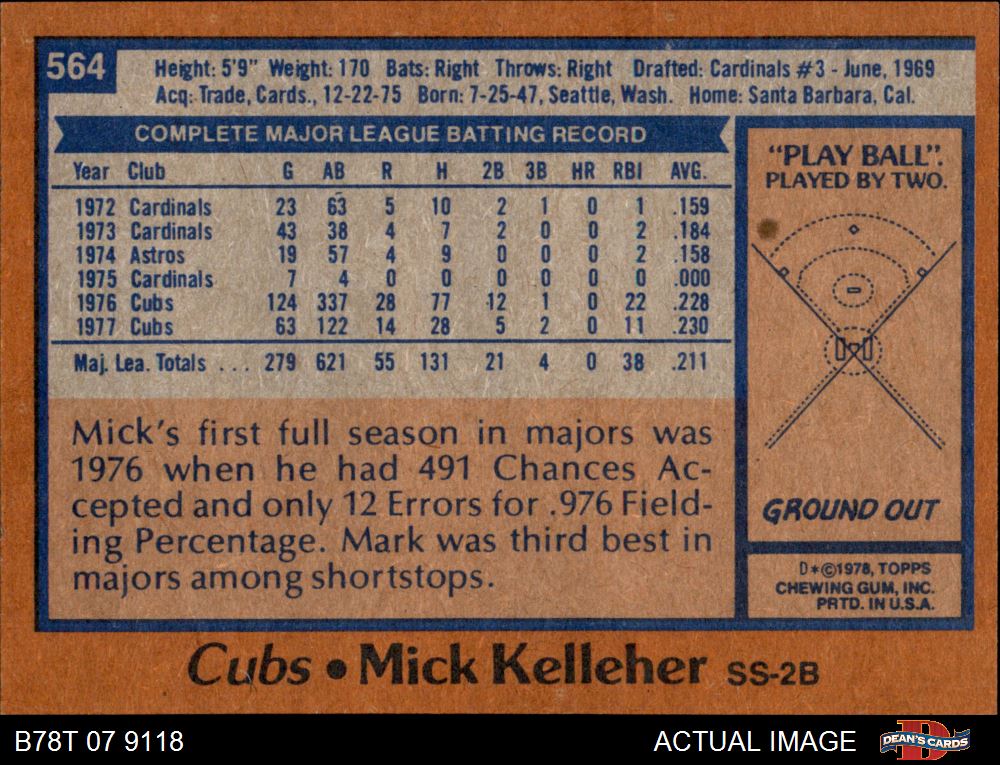 564
Height: 5'9" Weight: 170 Bats: Right Throws: Right Drafted: Cardinals #3 - June, 1969
Acq: Trade, Cards., 12-22-75 Born: 7-25-47, Seattle, Wash. Home: Santa Barbara, Cal.
COMPLETE MAJOR LEAGUE BATTING RECORD
Year Club G AB R H 2B 3B HR RBI AVG.
1972 Cardinals 23 63 5 10 2 1 0 1 .159
1973 Cardinals 43 38 4 7 2 0 0 2 .184
1974 Astros 19 57 4 9 0 0 0 2 .158
1975 Cardinals 7 4 0 0 0 0 0 0 .000
1976 Cubs 124 337 28 77 12 1 0 22 .228
1977 Cubs 63 122 14 28 5 2 0 11 .230
Maj. Lea. Totals ... 279 621 55 131 21 4 0 38 .211
Mick's first full season in majors was
1976 when he had 491 Chances Ac-
cepted and only 12 Errors for .976 Field-
ing Percentage. Mark was third best in
majors among shortstops.
"PLAY BALL".
PLAYED BY TWO.
GROUND OUT
D*©1978, TOPPS
CHEWING GUM, INC.
PRTD. IN U.S.A.
Cubs • Mick Kelleher SS-2B
B78T 07 9118 ACTUAL IMAGE DEAN'S CARDS